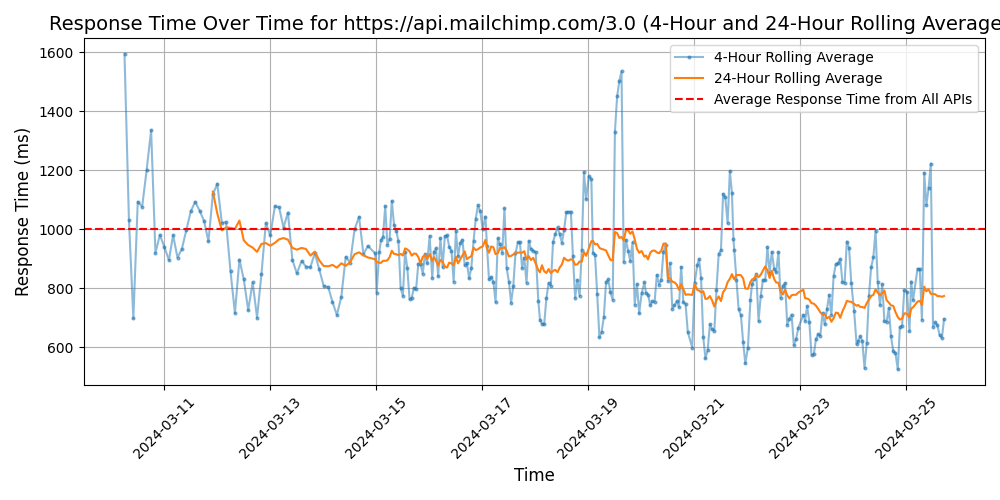 Response Time Over Time for https://api.mailchimp.com/3.0 (4-Hour and 24-Hour Rolling Average
4-Hour Rolling Average
24-Hour Rolling Average
Average Response Time from All APIs
Response Time (ms)
1600
1400
1200
1000
800
600
2024-03-11
2024-03-13
2024-03-15
2024-03-17
2024-03-19
2024-03-21
2024-03-23
2024-03-25
Time